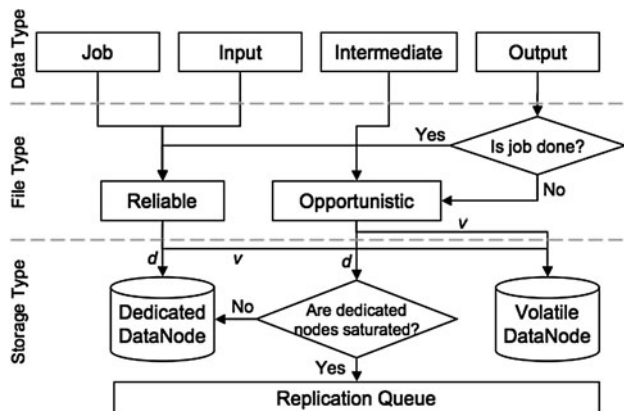 Data Type
Job
Input
Intermediate
Output
File Type
Yes
Is job done?
No
Reliable
Opportunistic
v
Storage Type
d
v
d
Dedicated
DataNode
No
Are dedicated
nodes saturated?
Volatile
DataNode
Yes
Replication Queue